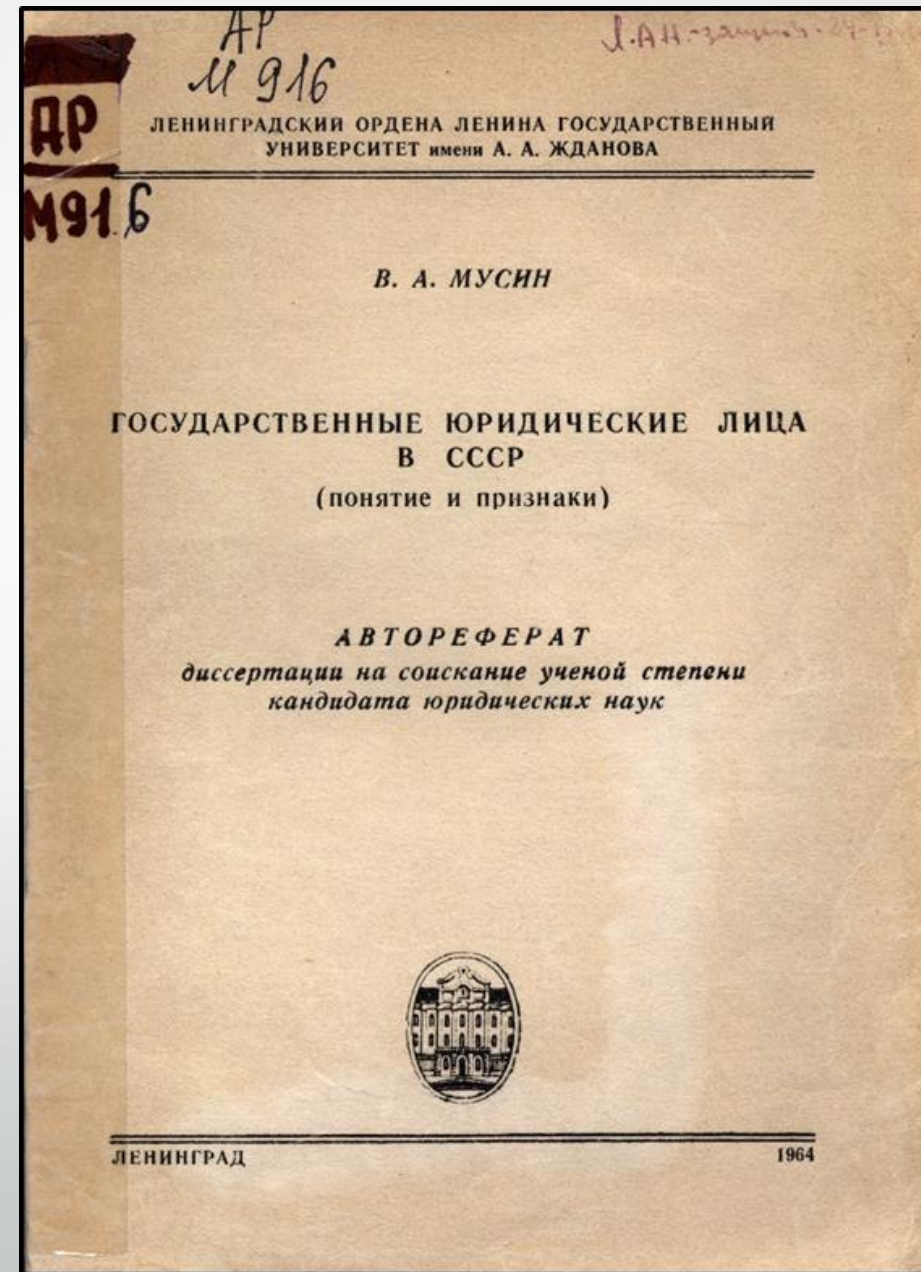 АР
М 916
АР
М91.6
ЛЕНИНГРАДСКИЙ ОРДЕНА ЛЕНИНА ГОСУДАРСТВЕННЫЙ
УНИВЕРСИТЕТ имени А. А. ЖДАНОВА
В. А. МУСИН
ГОСУДАРСТВЕННЫЕ ЮРИДИЧЕСКИЕ ЛИЦА
В СССР
(понятие и признаки)
АВТОРЕФЕРАТ
диссертации на соискание ученой степени
кандидата юридических наук
ЛЕНИНГРАД 1964